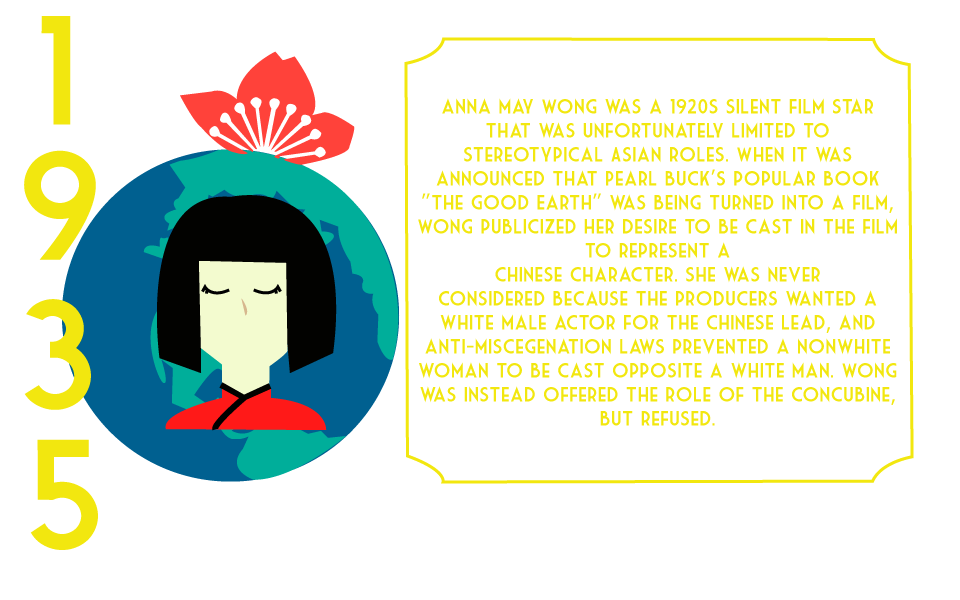 1
9
3
5
ANNA MAY WONG WAS A 1920S SILENT FILM STAR
THAT WAS UNFORTUNATELY LIMITED TO
STEREOTYPICAL ASIAN ROLES. WHEN IT WAS
ANNOUNCED THAT PEARL BUCK'S POPULAR BOOK
"THE GOOD EARTH" WAS BEING TURNED INTO A FILM,
WONG PUBLICIZED HER DESIRE TO BE CAST IN THE FILM
TO REPRESENT A
CHINESE CHARACTER. SHE WAS NEVER
CONSIDERED BECAUSE THE PRODUCERS WANTED A
WHITE MALE ACTOR FOR THE CHINESE LEAD, AND
ANTI-MISCEGENATION LAWS PREVENTED A NONWHITE
WOMAN TO BE CAST OPPOSITE A WHITE MAN. WONG
WAS INSTEAD OFFERED THE ROLE OF THE CONCUBINE,
BUT REFUSED.